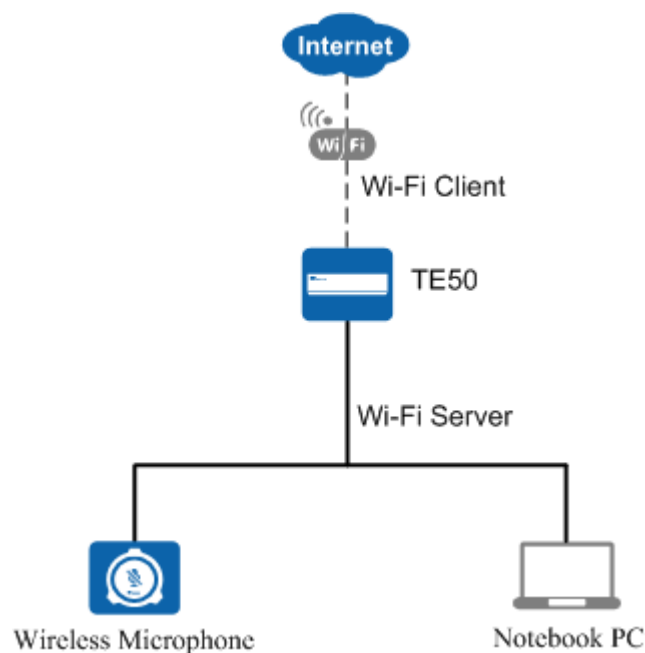 Internet
Wi Fi
Wi-Fi Client
TE50
Wi-Fi Server
Wireless Microphone
Notebook PC